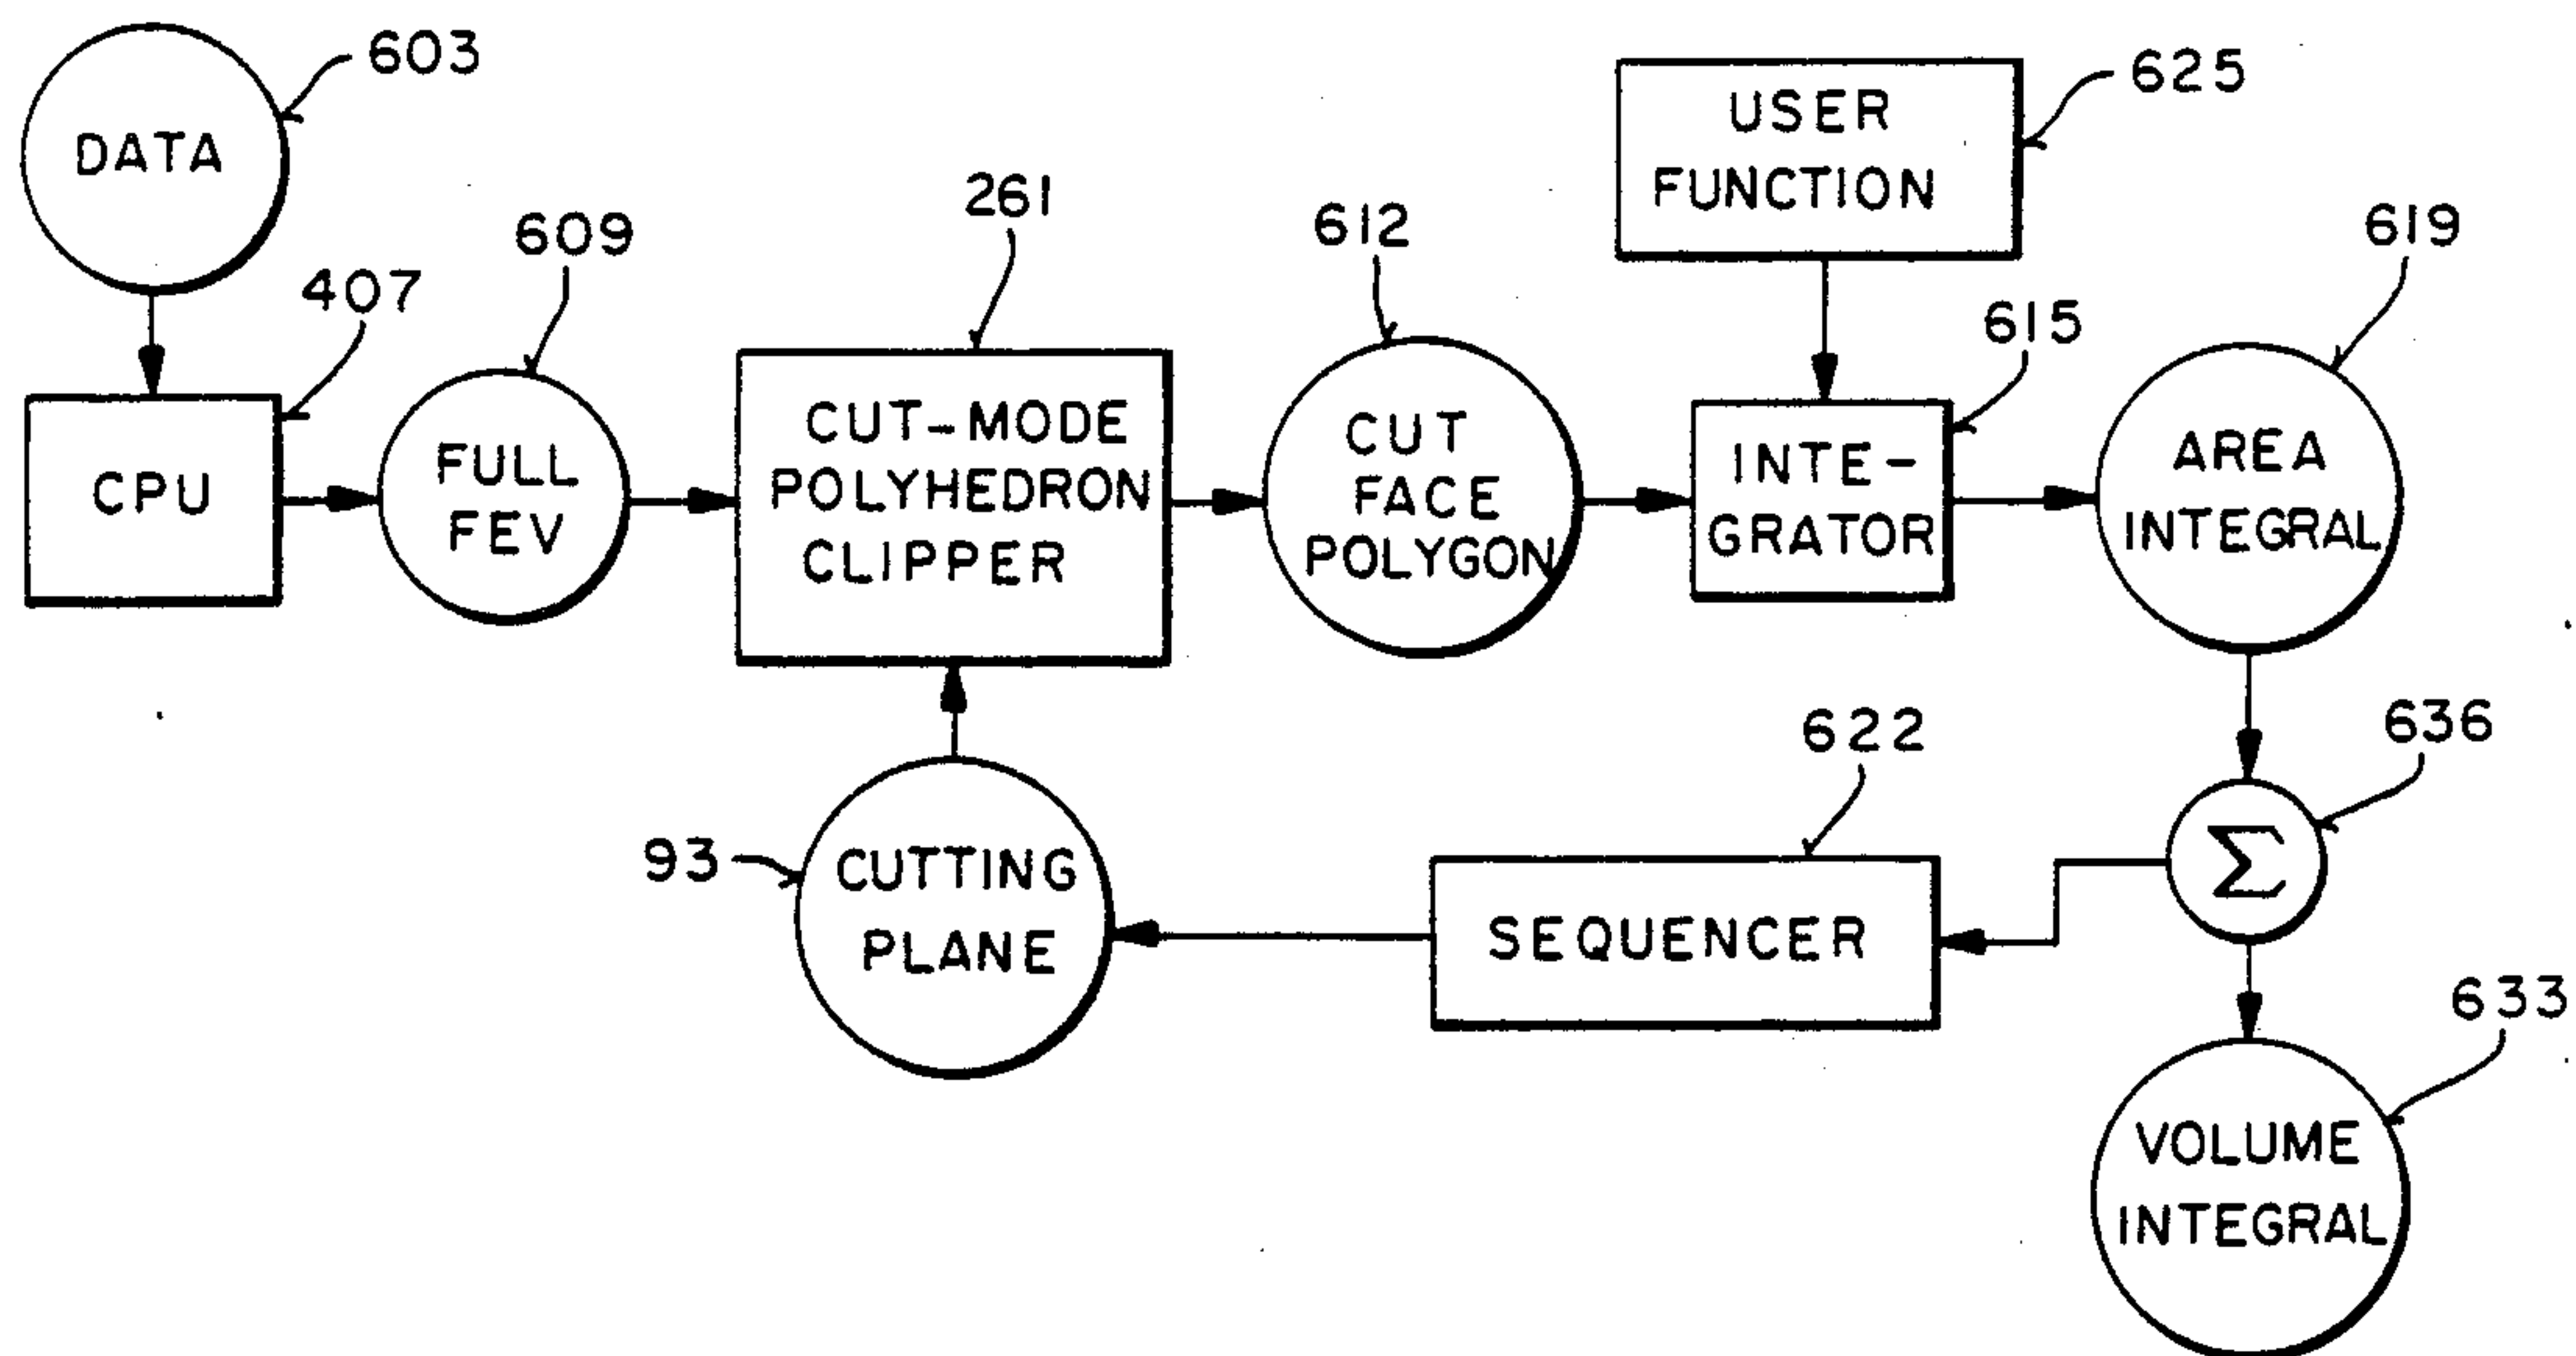 603
DATA
625
USER
FUNCTION
261
612
619
609
407
615
CPU
FULL
FEV
CUT-MODE
POLYHEDRON
CLIPPER
CUT
FACE
POLYGON
INTE-
GRATOR
AREA
INTEGRAL
636
622
93
CUTTING
PLANE
SEQUENCER
Σ
633
VOLUME
INTEGRAL